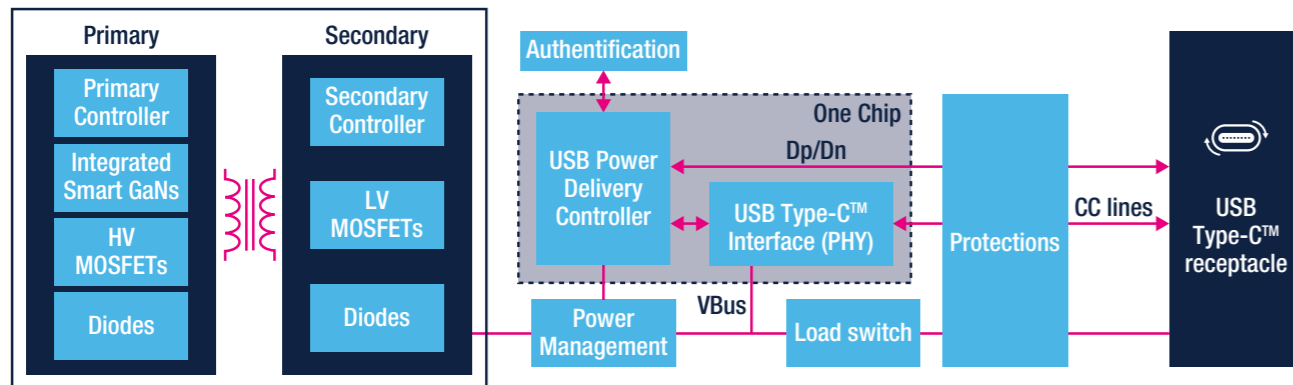 Primary
Primary
Controller
Integrated
Smart GaNs
HV
MOSFETs
Diodes
Secondary
Secondary
Controller
LV
MOSFETs
Diodes
Authentification
One Chip
USB Power
Delivery
Controller
Dp/Dn
USB Type-C™
Interface (PHY)
VBus
Power
Management
Load switch
Protections
CC lines
USB
Type-C™
receptacle